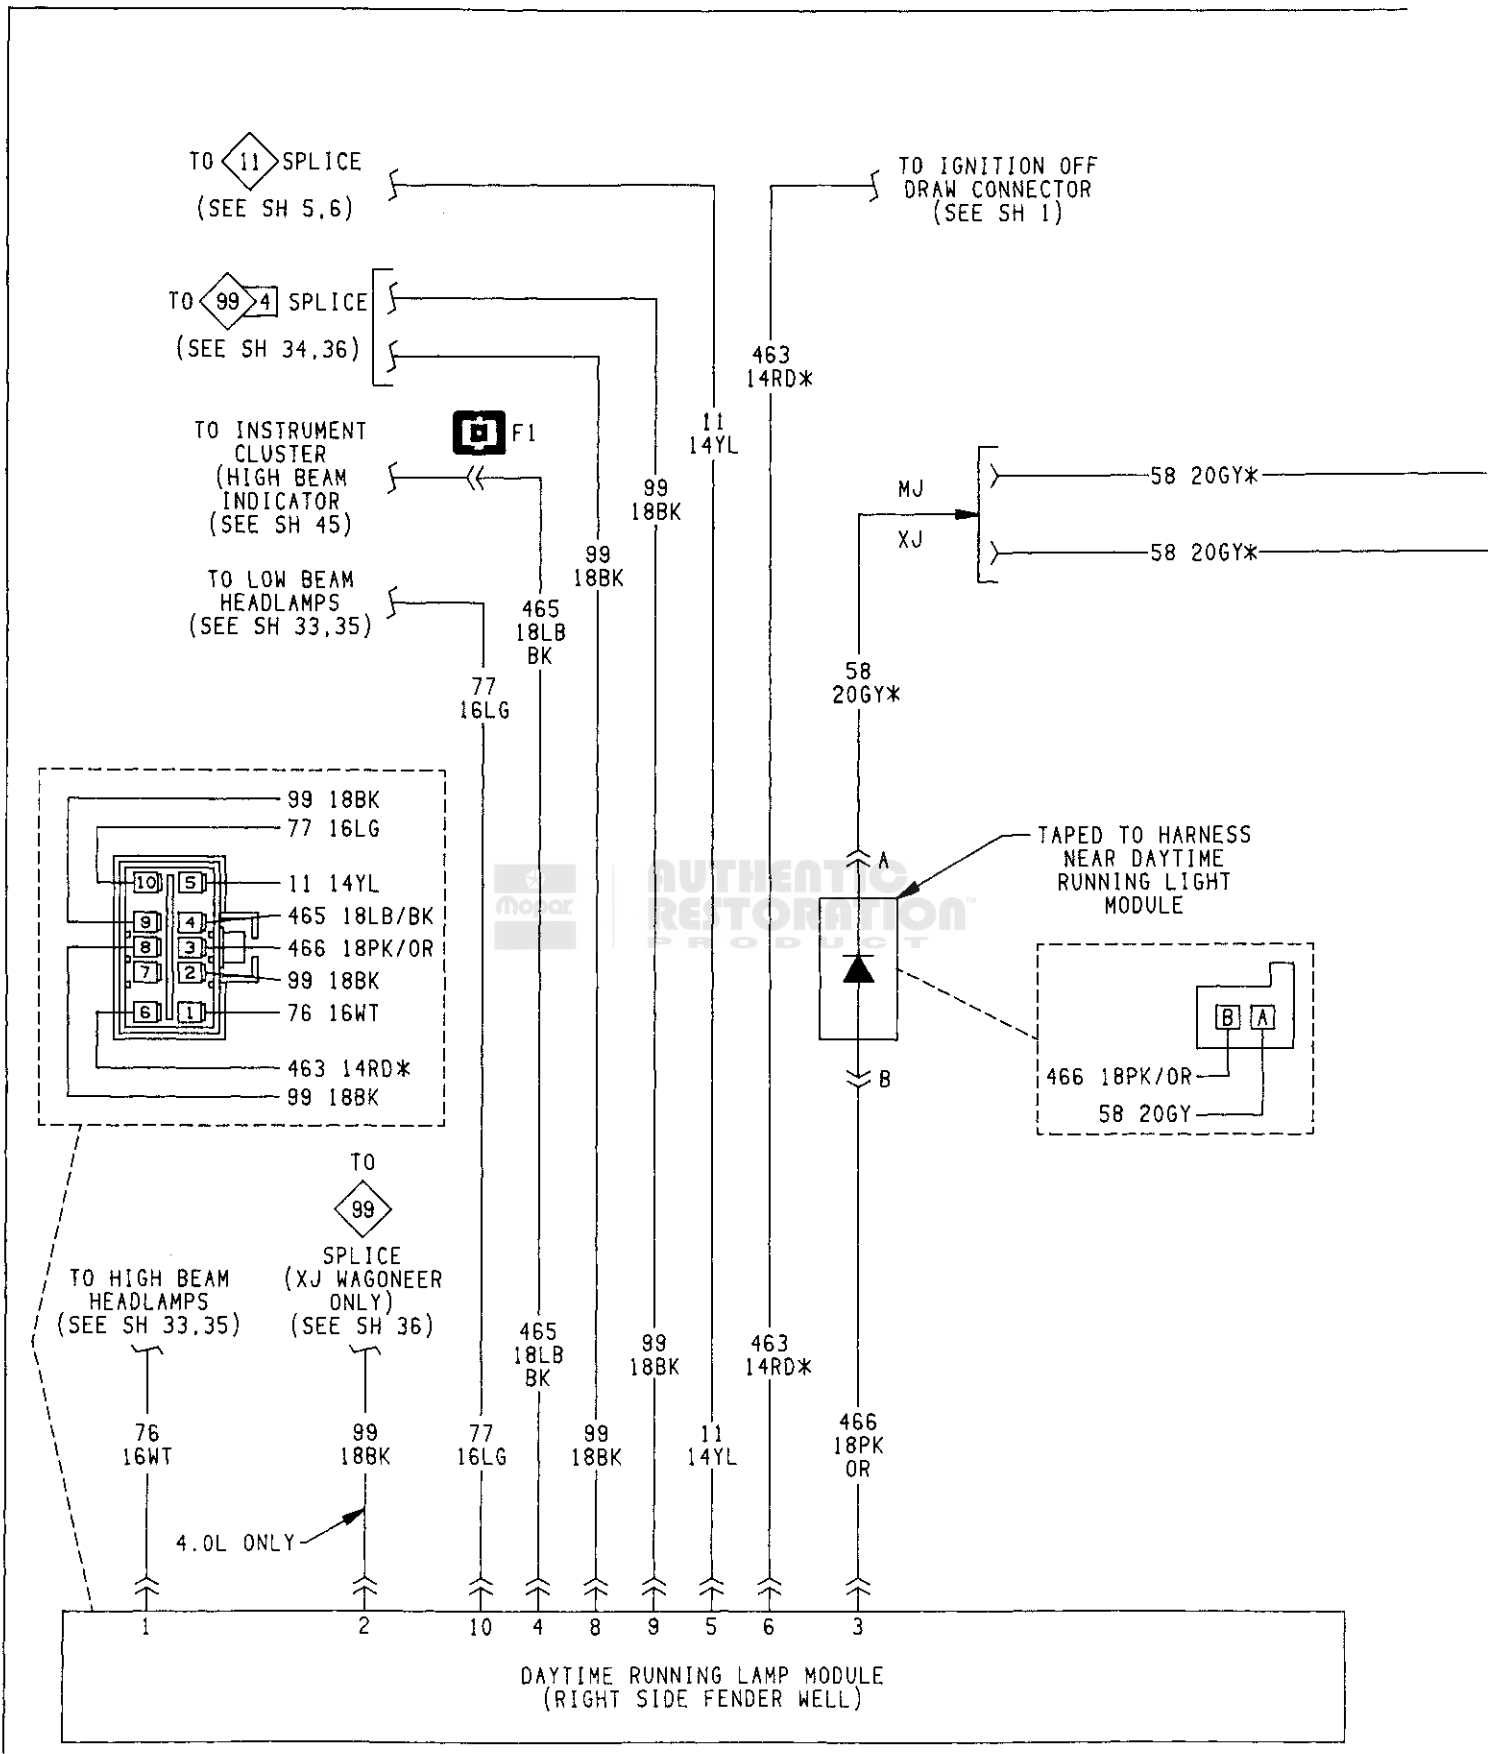 TO 11 SPLICE
(SEE SH 5,6)
TO IGNITION OFF
DRAW CONNECTOR
(SEE SH 1)
TO 99 4 SPLICE
(SEE SH 34,36)
463
14RD*
F1
TO INSTRUMENT
CLUSTER
(HIGH BEAM
INDICATOR
(SEE SH 45)
11
14YL
99
18BK
MJ
XJ
58 20GY*
58 20GY*
99
18BK
TO LOW BEAM
HEADLAMPS
(SEE SH 33,35)
465
18LB
BK
77
16LG
58
20GY*
99 18BK
77 16LG
10 5 11 14YL
9 4 465 18LB/BK
8 3 466 18PK/OR
7 2 99 18BK
6 1 76 16WT
463 14RD*
99 18BK
Mopar
AUTHENTIC
RESTORATION™
PRODUCT
A
TAPED TO HARNESS
NEAR DAYTIME
RUNNING LIGHT
MODULE
B A
466 18PK/OR
58 20GY
B
TO
99
SPLICE
(XJ WAGONEER
ONLY)
(SEE SH 36)
TO HIGH BEAM
HEADLAMPS
(SEE SH 33,35)
465
18LB
BK
99
18BK
463
14RD*
76
16WT
99
18BK
77
16LG
99
18BK
11
14YL
466
18PK
OR
4.0L ONLY
1 2 10 4 8 9 5 6 3
DAYTIME RUNNING LAMP MODULE
(RIGHT SIDE FENDER WELL)